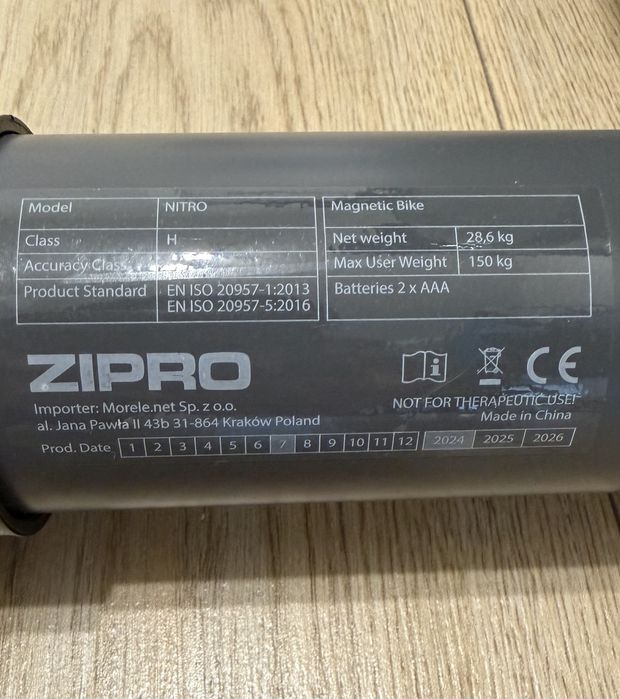 Model NITRO
Class H
Accuracy Class
Product Standard EN ISO 20957-1:2013
EN ISO 20957-5:2016
Magnetic Bike
Net weight 28,6 kg
Max User Weight 150 kg
Batteries 2 x AAA
ZIPRO
Importer: Morele.net Sp. z o.o.
al. Jana Pawła II 43b 31-864 Kraków Poland
i
CE
NOT FOR THERAPEUTIC USE!
Made in China
Prod. Date 1 2 3 4 5 6 7 8 9 10 11 12 2024 2025 2026